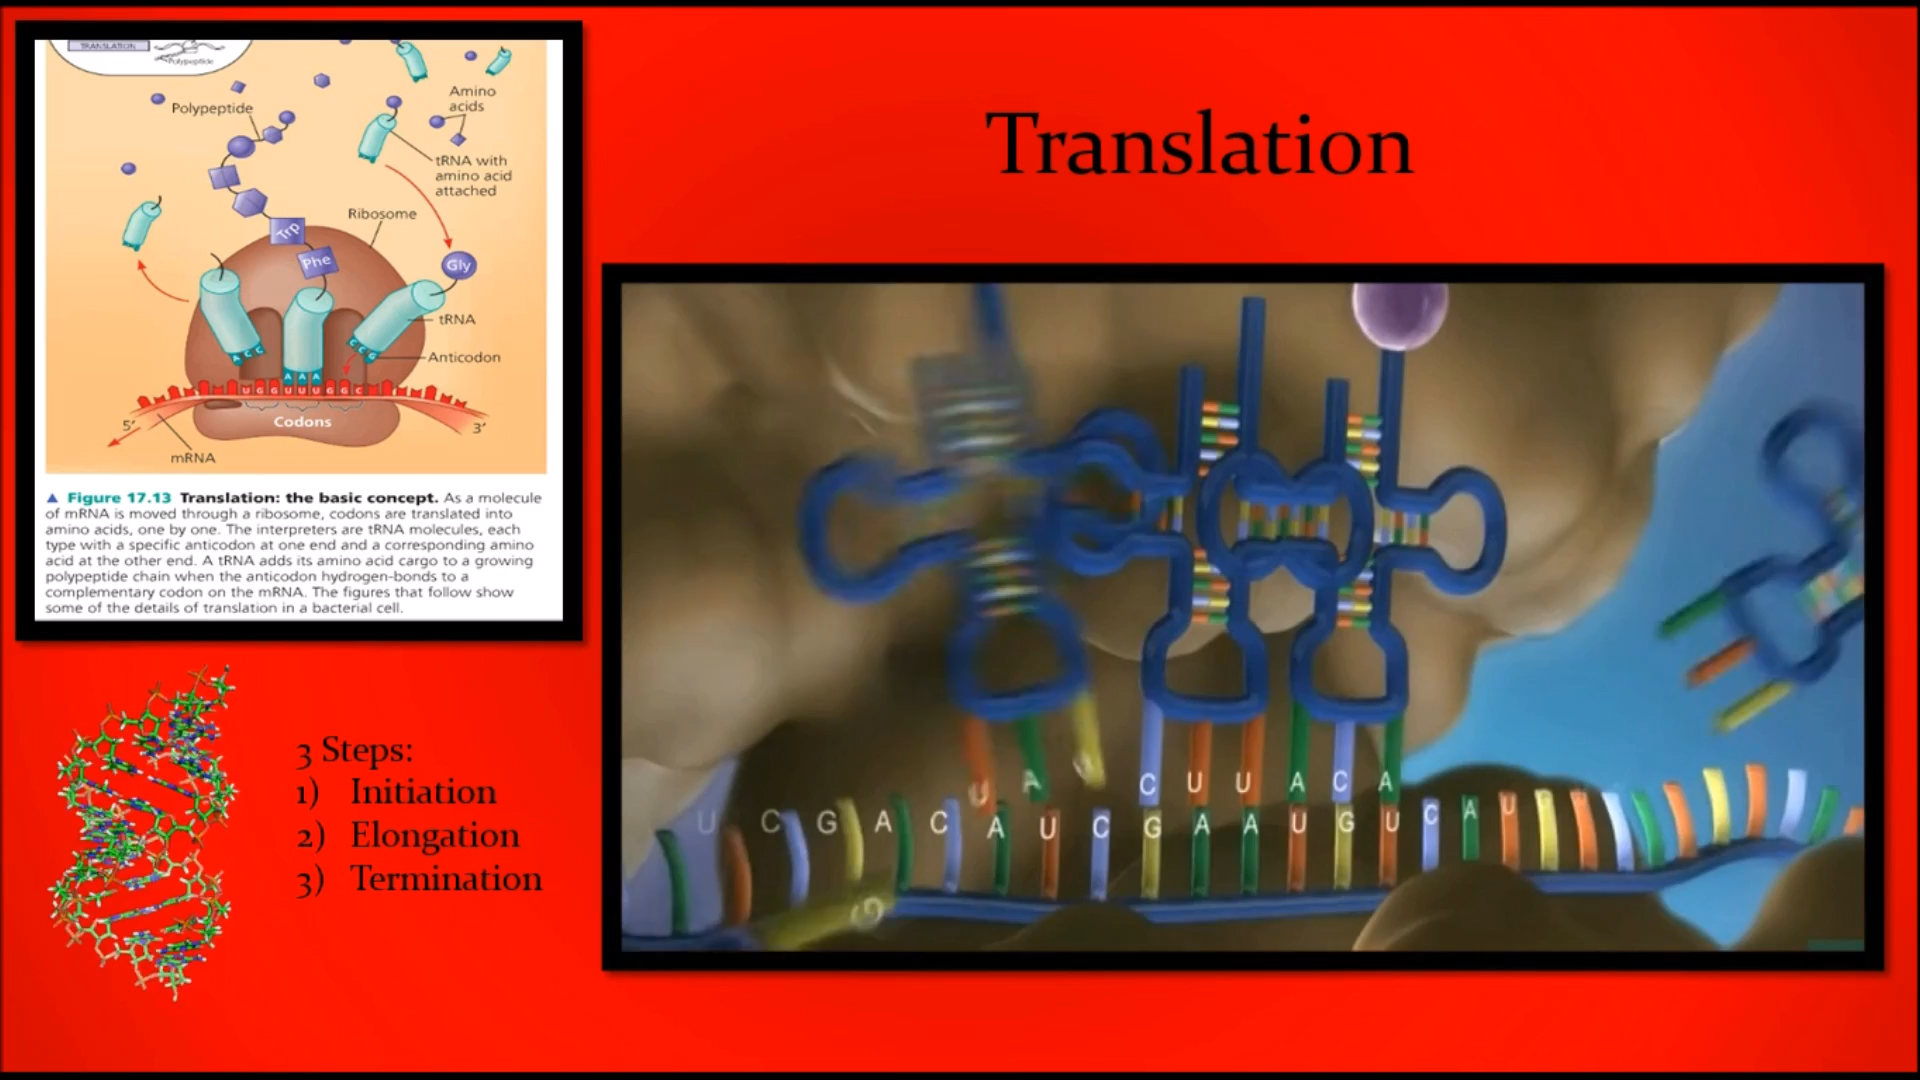 TRANSLATION
Polypeptide
Amino
acids
Polypeptide
tRNA with
amino acid
attached
Ribosome
Trp
Phe
Gly
tRNA
A C C
C C G
Anticodon
A A A
U G G U U U G G C
Codons
5'
3'
mRNA
▲ Figure 17.13 Translation: the basic concept. As a molecule
of mRNA is moved through a ribosome, codons are translated into
amino acids, one by one. The interpreters are tRNA molecules, each
type with a specific anticodon at one end and a corresponding amino
acid at the other end. A tRNA adds its amino acid cargo to a growing
polypeptide chain when the anticodon hydrogen-bonds to a
complementary codon on the mRNA. The figures that follow show
some of the details of translation in a bacterial cell.
Translation
U A
C U U A C A
U C G A C A U C G A A U G U C A U
G
3 Steps:
1) Initiation
2) Elongation
3) Termination